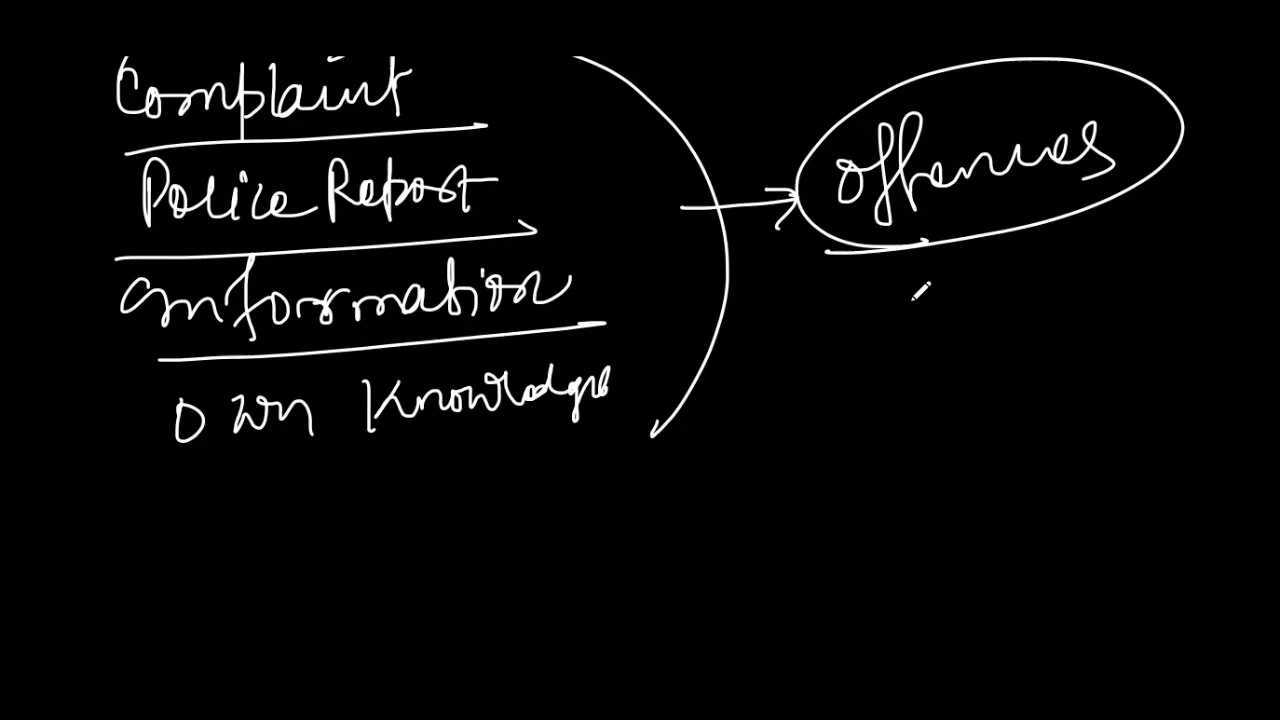 Complaint
Police Report
Information
Own Knowledge
Offences